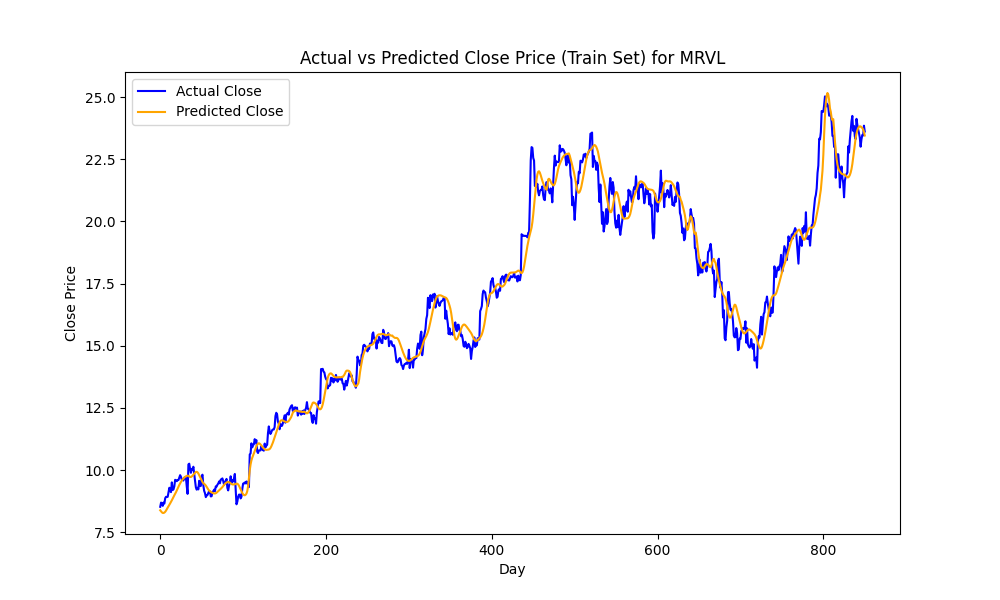 Actual vs Predicted Close Price (Train Set) for MRVL
Actual Close
Predicted Close
25.0
22.5
20.0
17.5
15.0
12.5
10.0
7.5
Close Price
0
200
400
600
800
Day